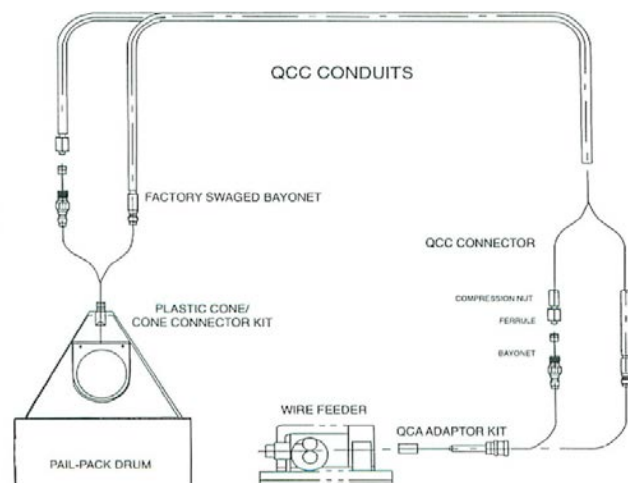 QCC CONDUITS
FACTORY SWAGED BAYONET
QCC CONNECTOR
PLASTIC CONE/
CONE CONNECTOR KIT
COMPRESSION NUT
FERRULE
BAYONET
WIRE FEEDER
QCA ADAPTOR KIT
PAIL-PACK DRUM